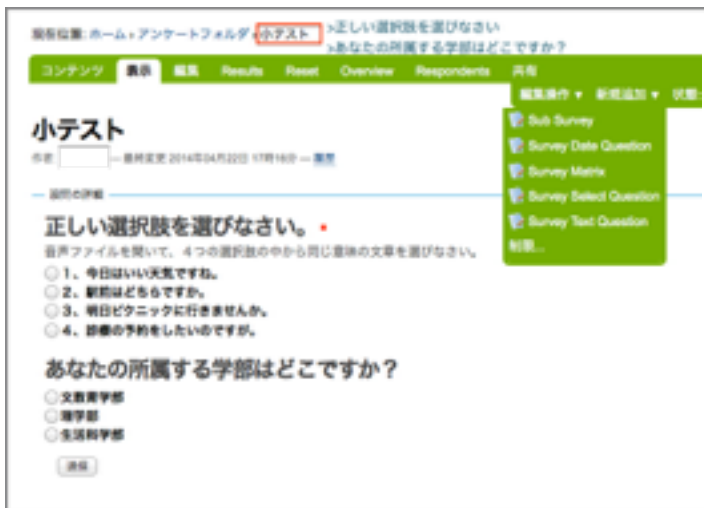 現在位置: ホーム › アンケートフォルダ › 小テスト
»正しい選択肢を選びなさい
»あなたの所属する学部はどこですか？
コンテンツ 表示 編集 Results Reset Overview Respondents 共有
編集操作 ▼ 新規追加 ▼ 状態:
Sub Survey
Survey Date Question
Survey Matrix
Survey Select Question
Survey Text Question
制限...
小テスト
作者: — 最終変更 2014年04月22日 17時16分 — 履歴
設問の詳細
正しい選択肢を選びなさい。
音声ファイルを聞いて、４つの選択肢の中から同じ意味の文章を選びなさい。
1、今日はいい天気ですね。
2、駅前はどちらですか。
3、明日ピクニックに行きませんか。
4、診療の予約をしたいのですが。
あなたの所属する学部はどこですか？
文教育学部
理学部
生活科学部
送信